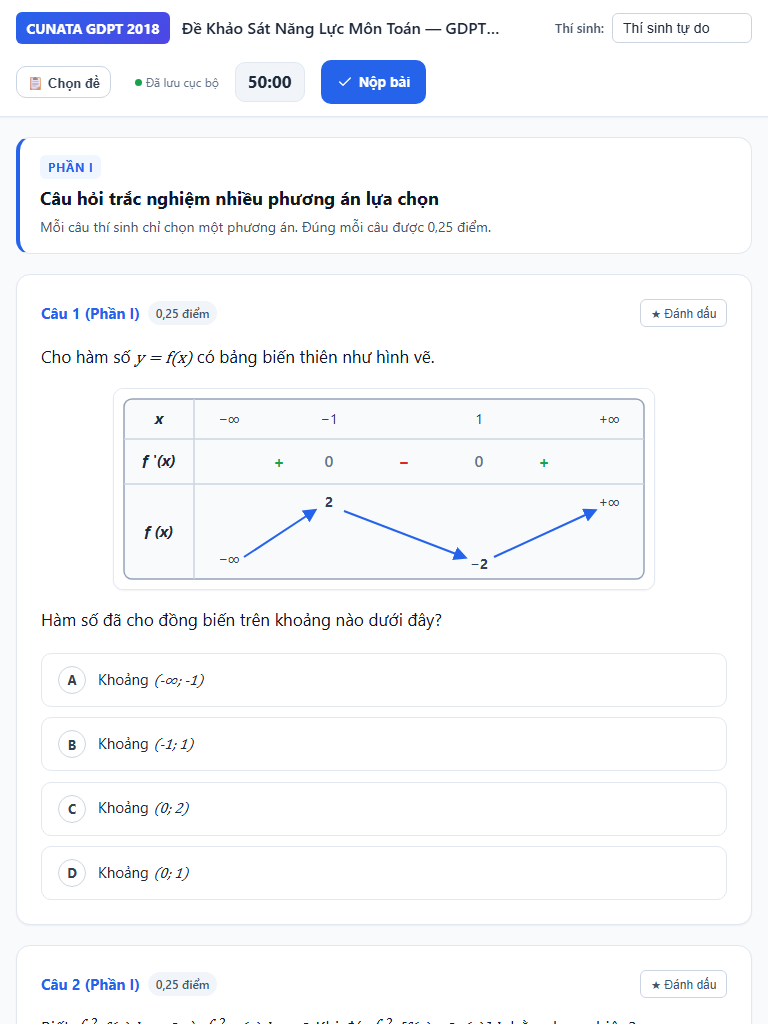 CUNATA GDPT 2018
Đề Khảo Sát Năng Lực Môn Toán — GDPT...
Thí sinh:
Thí sinh tự do
📋 Chọn đề
Đã lưu cục bộ
50:00
✓ Nộp bài
PHẦN I
Câu hỏi trắc nghiệm nhiều phương án lựa chọn
Mỗi câu thí sinh chỉ chọn một phương án. Đúng mỗi câu được 0,25 điểm.
Câu 1 (Phần I)
0,25 điểm
★ Đánh dấu
Cho hàm số y = f(x) có bảng biến thiên như hình vẽ.
x −∞ −1 1 +∞
f '(x) + 0 − 0 +
f (x) −∞ 2 −2 +∞
Hàm số đã cho đồng biến trên khoảng nào dưới đây?
A Khoảng (-∞; -1)
B Khoảng (-1; 1)
C Khoảng (0; 2)
D Khoảng (0; 1)
Câu 2 (Phần I)
0,25 điểm
★ Đánh dấu